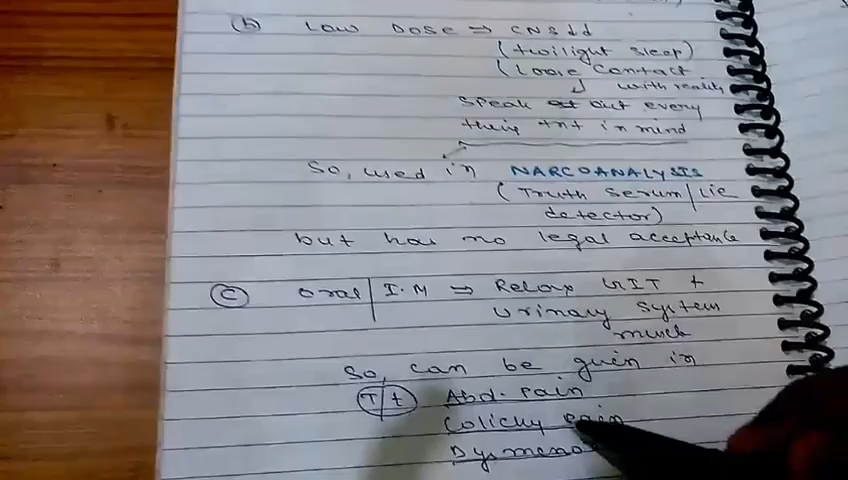 (b) Low Dose ⇒ CNS↓↓
(twilight sleep)
(Loose contact
↓ with reality
speak out every
thing tnt in mind
So, used in NARCOANALYSIS
(Truth serum/Lie
detector)
but has no legal acceptance
(c) oral/I.M ⇒ Relax GIT +
urinary system
musc
So, can be given in
T/t Abd. pain
Colicky pain
Dysmeno